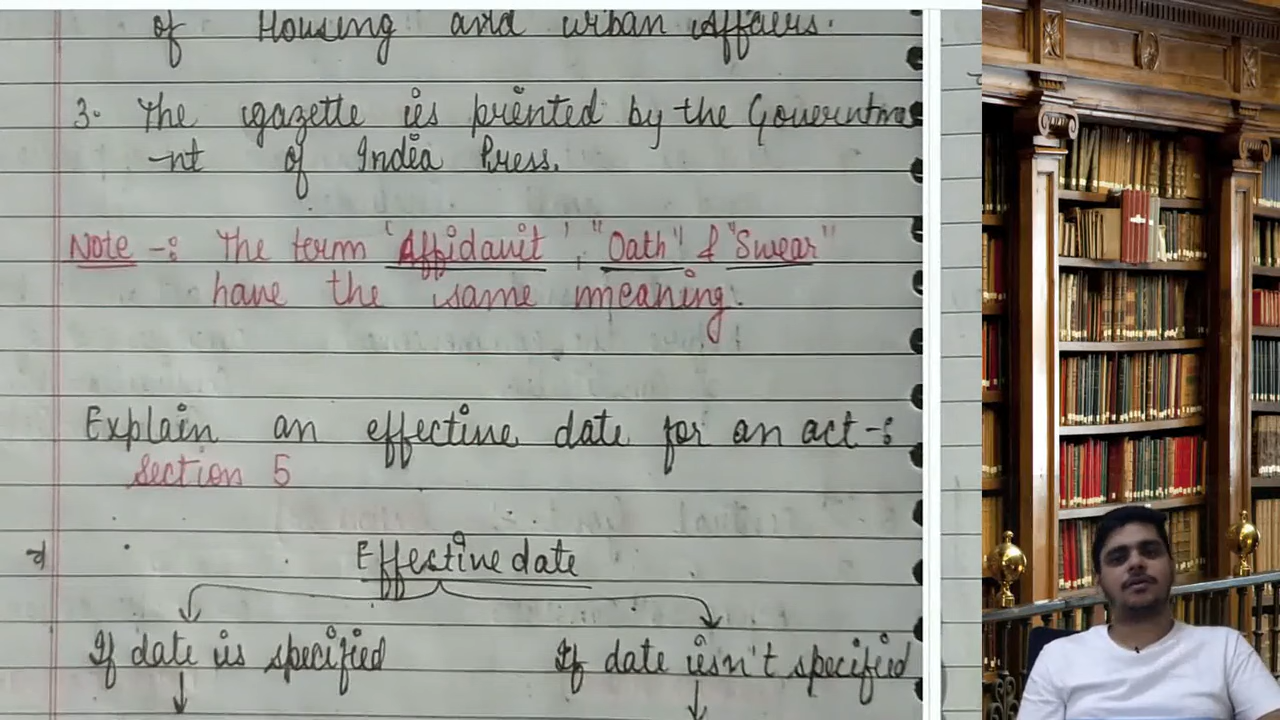 of Housing and urban affairs.
3. The gazette is printed by the Governme
-nt of India Press.
Note -: The term 'Affidavit', "Oath" & "Swear"
have the same meaning.
Explain an effective date for an act -:
Section 5
Effective date
If date is specified
If date isn't specified